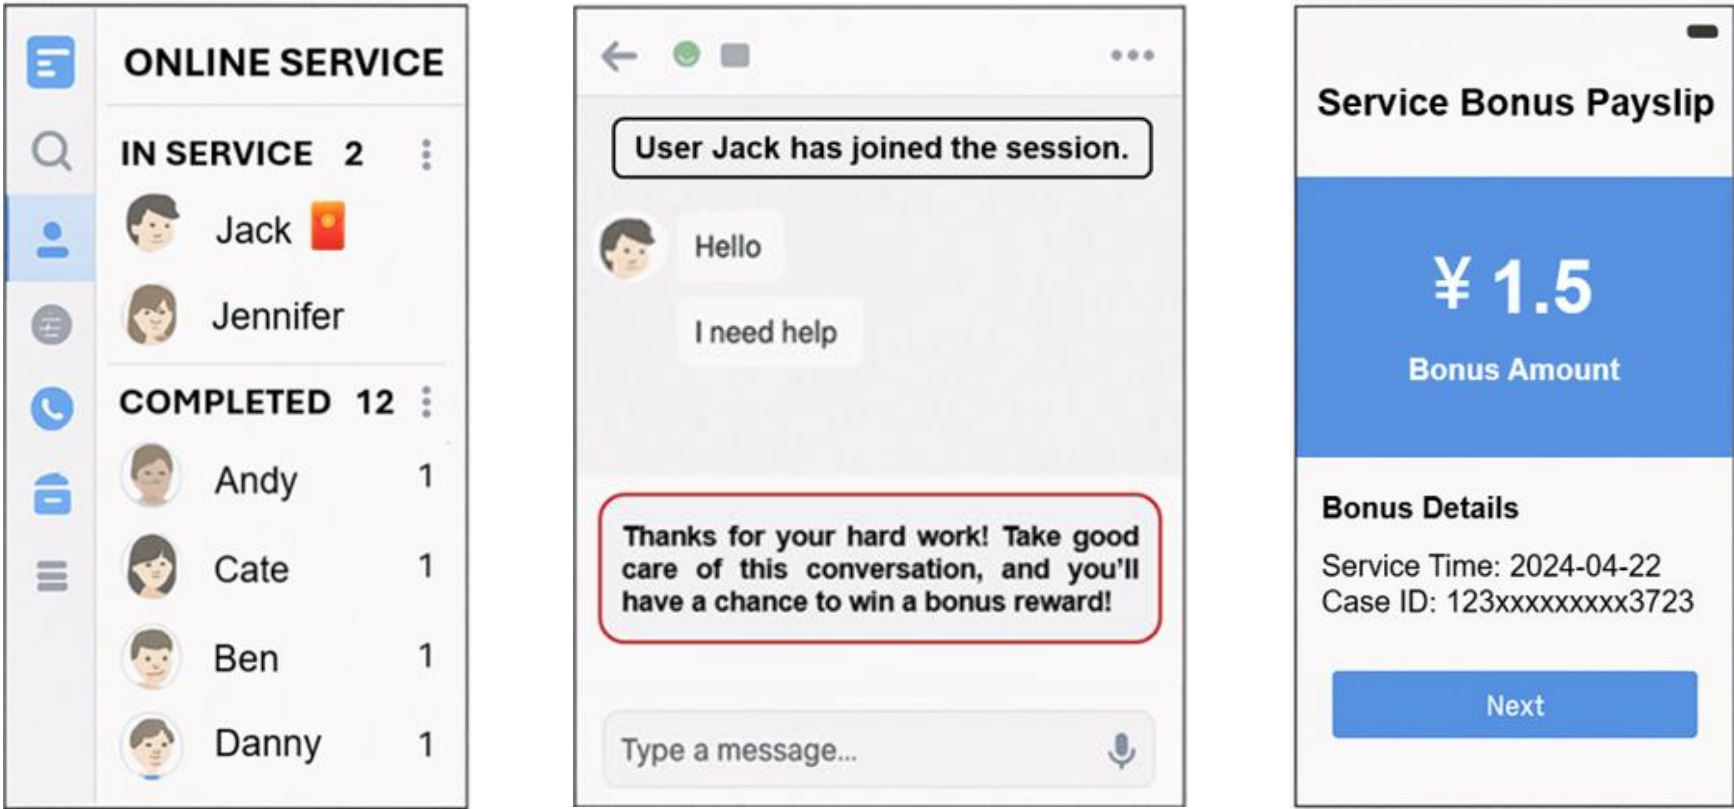 ONLINE SERVICE
IN SERVICE 2
Jack
Jennifer
COMPLETED 12
Andy 1
Cate 1
Ben 1
Danny 1
User Jack has joined the session.
Hello
I need help
Thanks for your hard work! Take good
care of this conversation, and you'll
have a chance to win a bonus reward!
Type a message...
Service Bonus Payslip
¥ 1.5
Bonus Amount
Bonus Details
Service Time: 2024-04-22
Case ID: 123xxxxxxxxx3723
Next